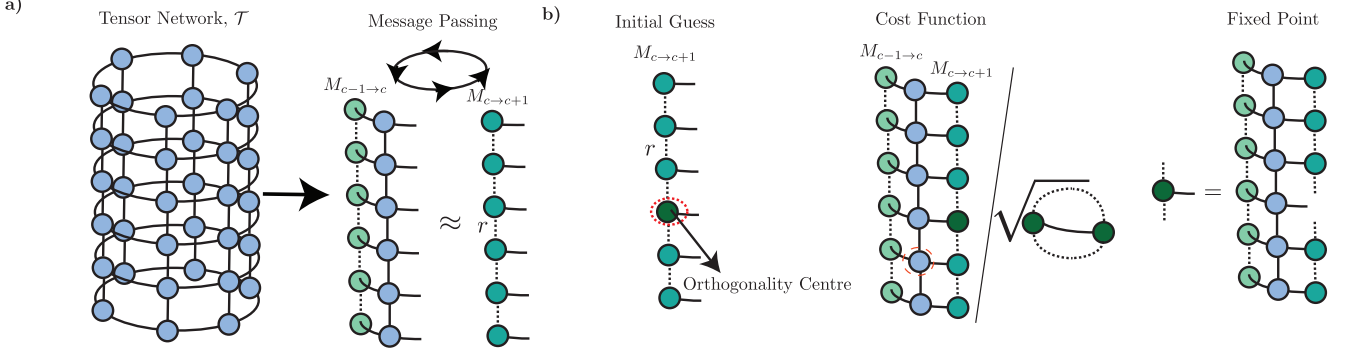 a)
Tensor Network, 𝒯
Message Passing
M_{c−1→c}
M_{c→c+1}
≈
r
b)
Initial Guess
M_{c→c+1}
r
Orthogonality Centre
Cost Function
M_{c−1→c}
M_{c→c+1}
√
=
Fixed Point